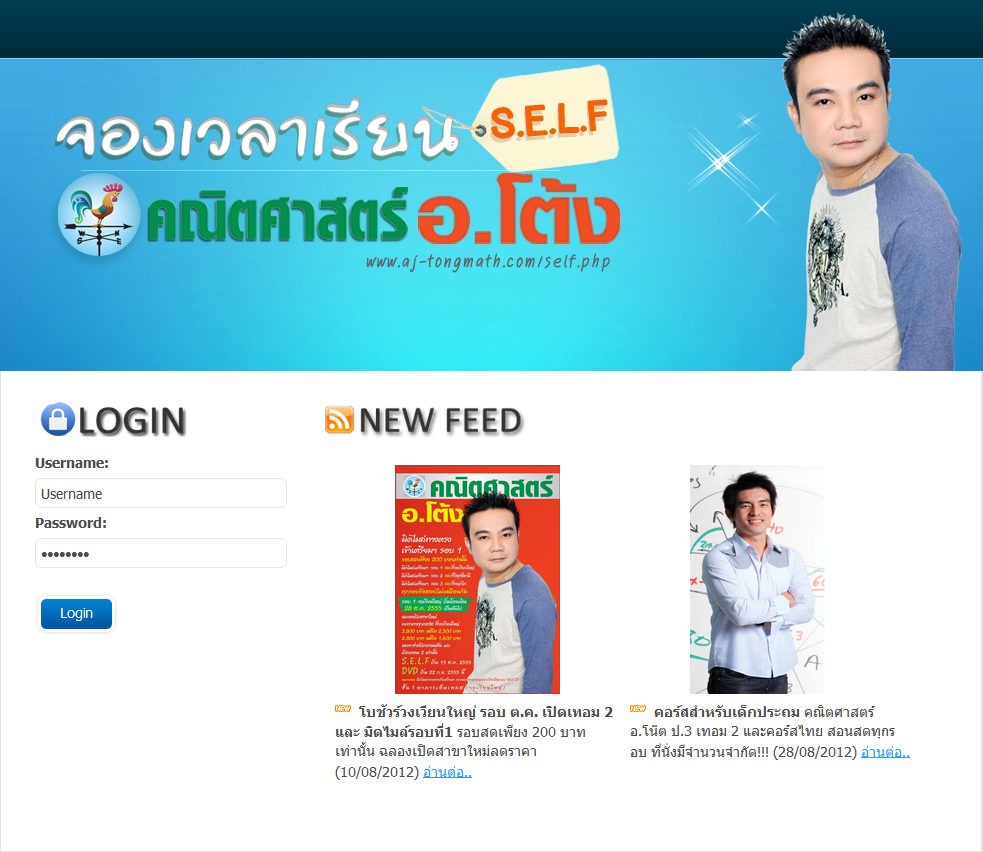 จองเวลาเรียน S.E.L.F
คณิตศาสตร์ อ.โต้ง
www.aj-tongmath.com/self.php
N
W E
S
LOGIN
Username:
Username
Password:
Login
NEW FEED
คณิตศาสตร์
อ.โต้ง
รอบ 1
S.E.L.F
DVD
NEW โบชัวร์วงเวียนใหญ่ รอบ ต.ค. เปิดเทอม 2
และ มิดไมล์รอบที่1 รอบสดเพียง 200 บาท
เท่านั้น ฉลองเปิดสาขาใหม่ลดราคา
(10/08/2012) อ่านต่อ..
NEW คอร์สสำหรับเด็กประถม คณิตศาสตร์
อ.โน๊ต ป.3 เทอม 2 และคอร์สไทย สอนสดทุกร
อบ ที่นั่งมีจำนวนจำกัด!!! (28/08/2012) อ่านต่อ..